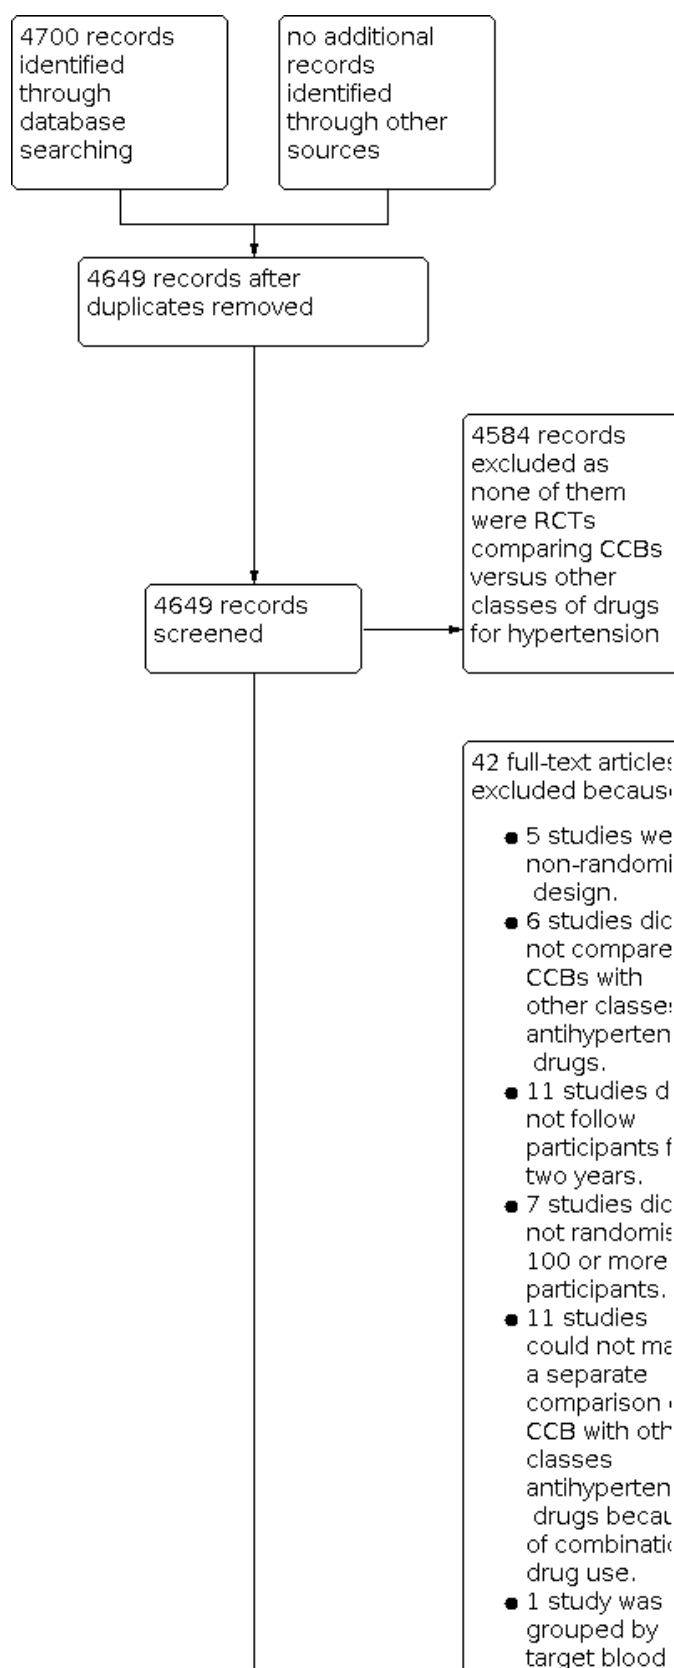 4700 records
identified
through
database
searching
no additional
records
identified
through other
sources
4649 records after
duplicates removed
4584 records
excluded as
none of them
were RCTs
comparing CCBs
versus other
classes of drugs
for hypertension
4649 records
screened
42 full-text articles
excluded becaus
● 5 studies we
non-randomi
design.
● 6 studies did
not compare
CCBs with
other classes
antihyperten
drugs.
● 11 studies d
not follow
participants f
two years.
● 7 studies did
not randomis
100 or more
participants.
● 11 studies
could not ma
a separate
comparison
CCB with oth
classes
antihyperten
drugs becau
of combinati
drug use.
● 1 study was
grouped by
target blood